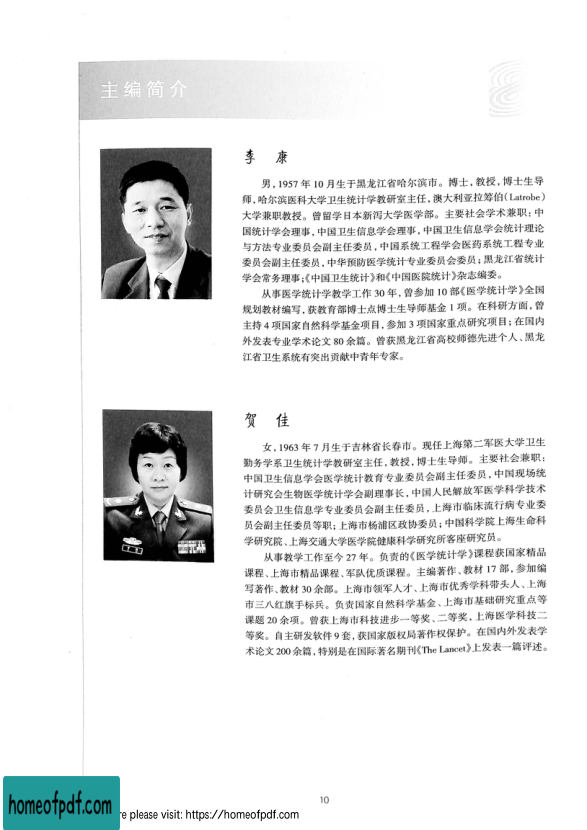 主编简介
李 康
男,1957 年 10 月生于黑龙江省哈尔滨市。博士,教授,博士生导
师,哈尔滨医科大学卫生统计学教研室主任,澳大利亚拉筹伯(Latrobe)
大学兼职教授。曾留学日本新泻大学医学部。主要社会学术兼职:中
国统计学会理事,中国卫生信息学会理事,中国卫生信息学会统计理论
与方法专业委员会副主任委员,中国系统工程学会医药系统工程专业
委员会副主任委员,中华预防医学统计专业委员会委员;黑龙江省统计
学会常务理事;《中国卫生统计》和《中国医院统计》杂志编委。
从事医学统计学教学工作 30 年,曾参加 10 部《医学统计学》全国
规划教材编写,获教育部博士点博士生导师基金 1 项。在科研方面,曾
主持 4 项国家自然科学基金项目,参加 3 项国家重点研究项目;在国内
外发表专业学术论文 80 余篇。曾获黑龙江省高校师德先进个人、黑龙
江省卫生系统有突出贡献中青年专家。
贺 佳
女,1963 年 7 月生于吉林省长春市。现任上海第二军医大学卫生
勤务学系卫生统计学教研室主任,教授,博士生导师。主要社会兼职:
中国卫生信息学会医学统计教育专业委员会副主任委员,中国现场统
计研究会生物医学统计学会副理事长,中国人民解放军医学科学技术
委员会卫生信息学专业委员会副主任委员,上海市临床流行病专业委
员会副主任委员等职;上海市杨浦区政协委员;中国科学院上海生命科
学研究院、上海交通大学医学院健康科学研究所客座研究员。
从事教学工作至今 27 年。负责的《医学统计学》课程获国家精品
课程、上海市精品课程、军队优质课程。主编著作、教材 17 部,参加编
写著作、教材 30 余部。上海市领军人才、上海市优秀学科带头人、上海
市三八红旗手标兵。负责国家自然科学基金、上海市基础研究重点等
课题 20 余项。曾获上海市科技进步一等奖、二等奖,上海医学科技二
等奖。自主研发软件 9 套,获国家版权局著作权保护。在国内外发表学
术论文 200 余篇,特别是在国际著名期刊《The Lancet》上发表一篇评述。
10
homeofpdf.com
re please visit: https://homeofpdf.com